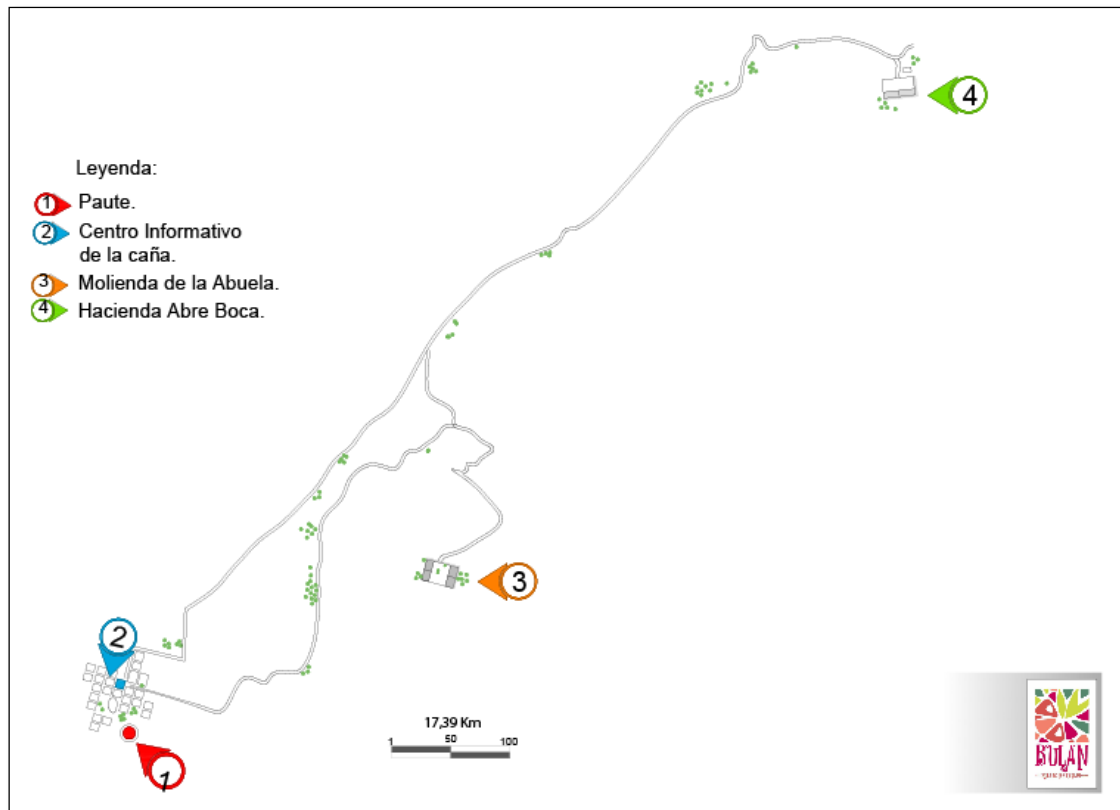 4
Leyenda:
1 Paute.
2 Centro Informativo
de la caña.
3 Molienda de la Abuela.
4 Hacienda Abre Boca.
3
2
17,39 Km
1 50 100
BULÁN
1